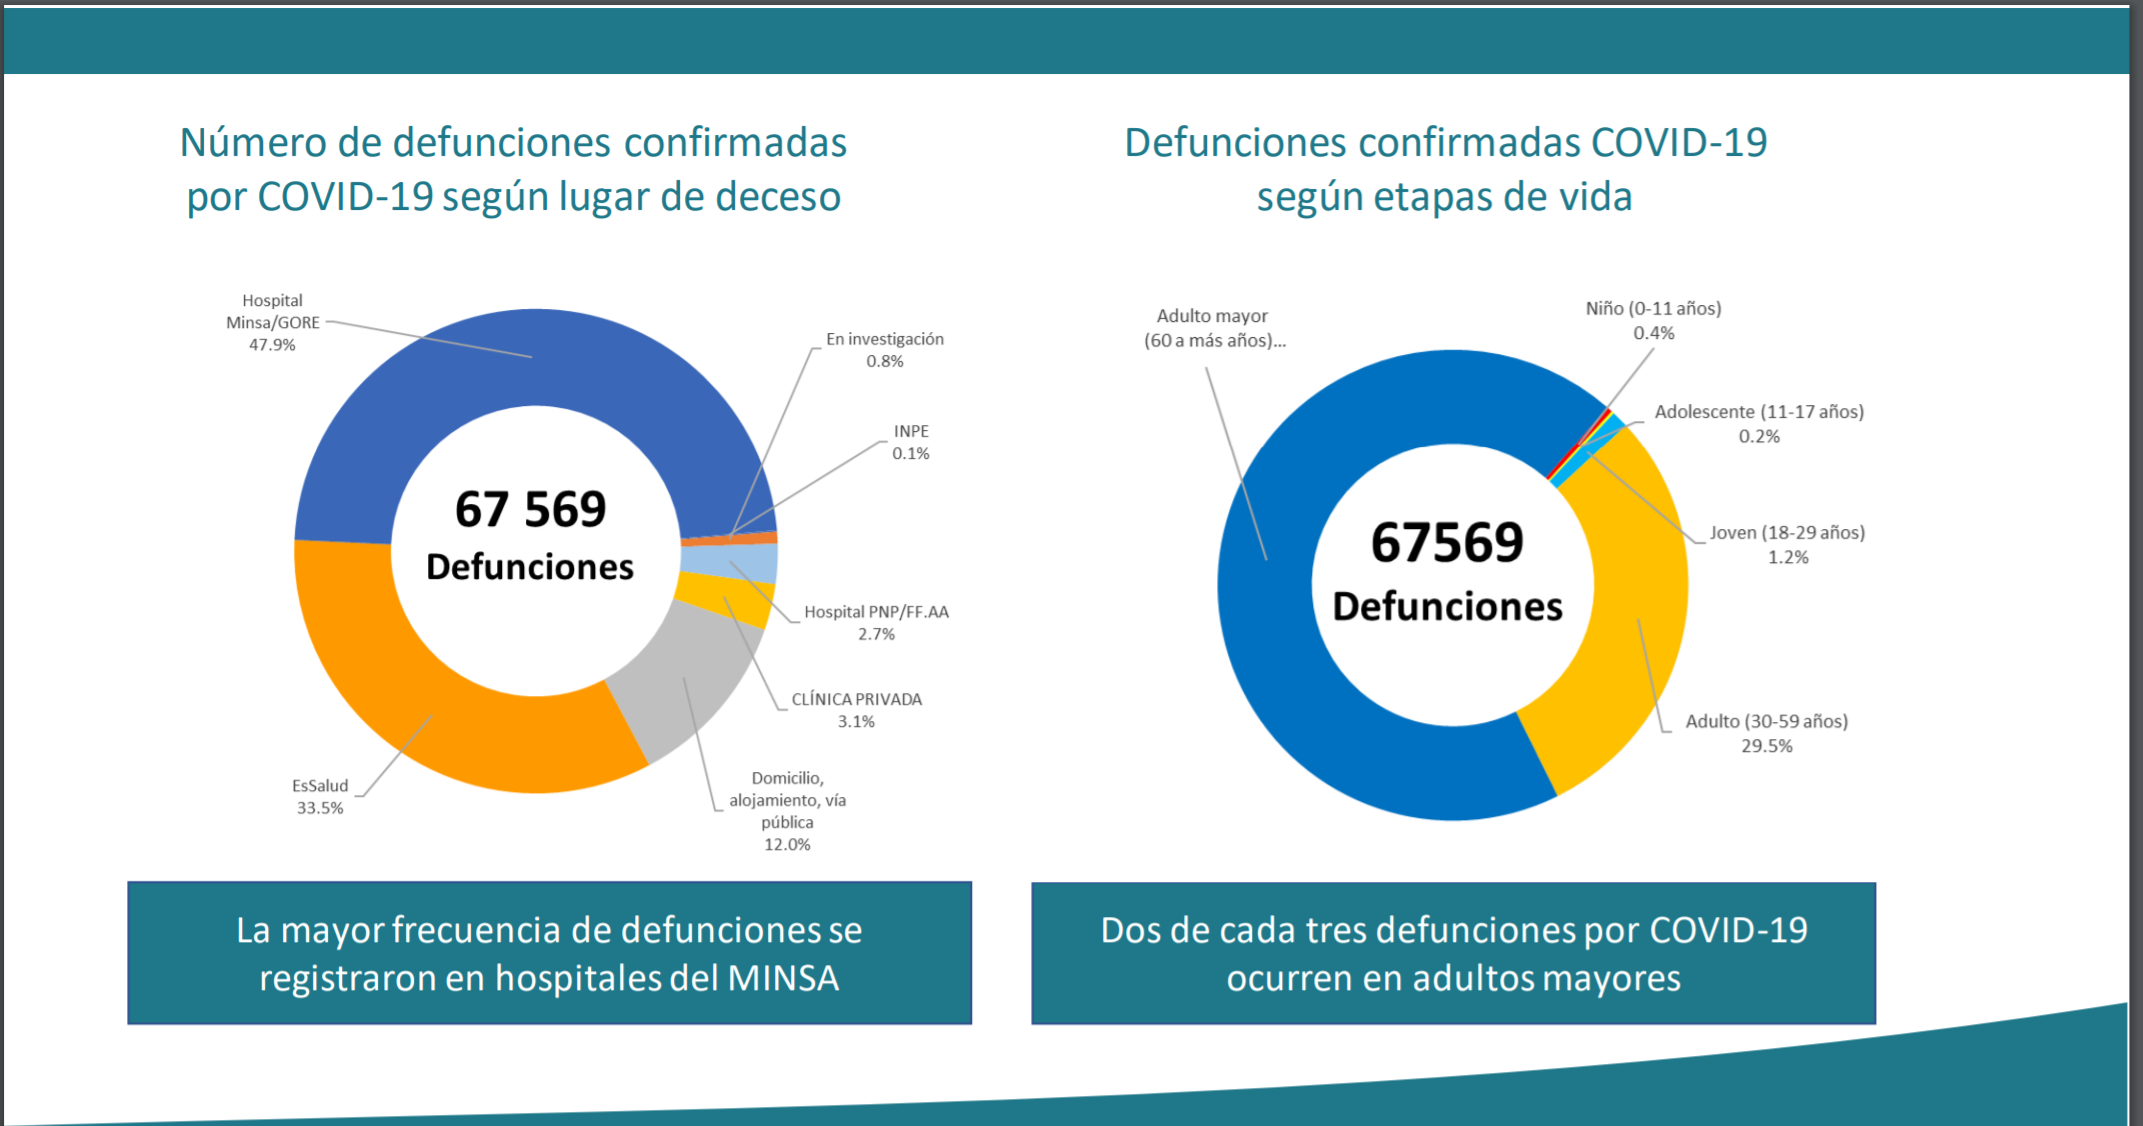 Número de defunciones confirmadas
por COVID-19 según lugar de deceso
Hospital
Minsa/GORE
47.9%
En investigación
0.8%
INPE
0.1%
67 569
Defunciones
Hospital PNP/FF.AA
2.7%
CLÍNICA PRIVADA
3.1%
Domicilio,
alojamiento, vía
pública
12.0%
EsSalud
33.5%
La mayor frecuencia de defunciones se
registraron en hospitales del MINSA
Defunciones confirmadas COVID-19
según etapas de vida
Adulto mayor
(60 a más años)...
Niño (0-11 años)
0.4%
Adolescente (11-17 años)
0.2%
Joven (18-29 años)
1.2%
67569
Defunciones
Adulto (30-59 años)
29.5%
Dos de cada tres defunciones por COVID-19
ocurren en adultos mayores